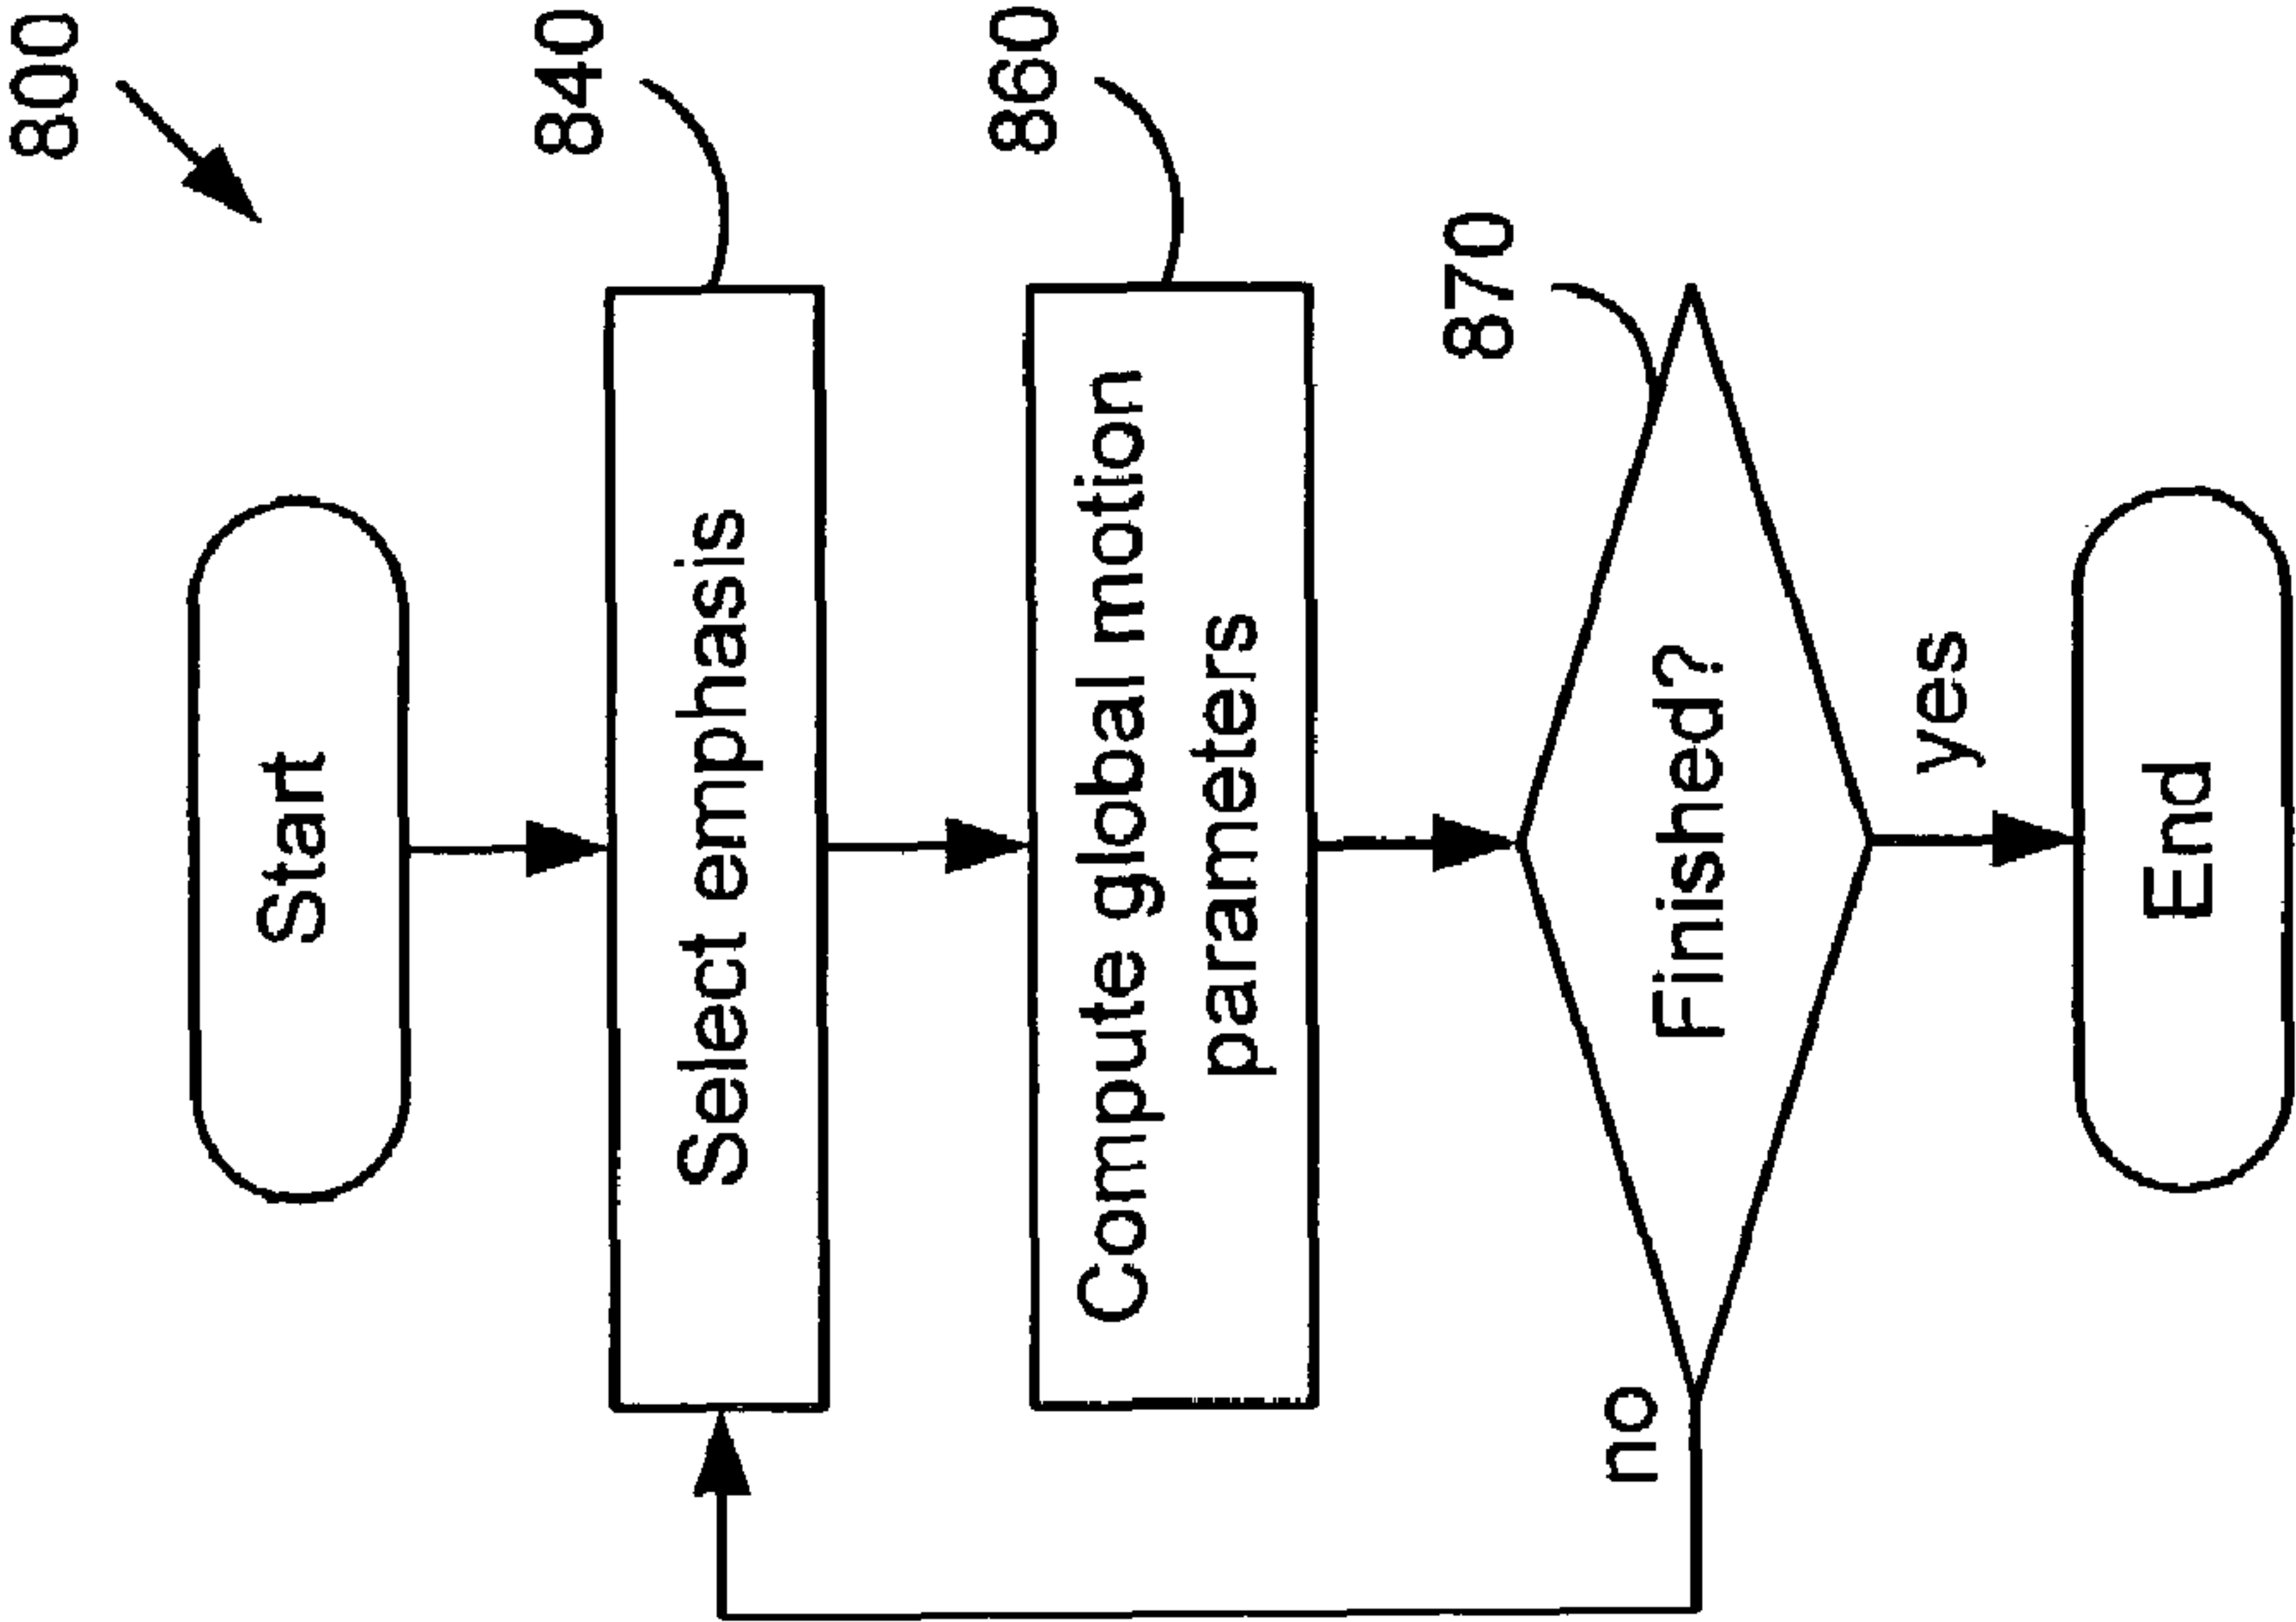 800
Start
840
Select emphasis
860
Compute global motion
parameters
870
Finished?
no
yes
End